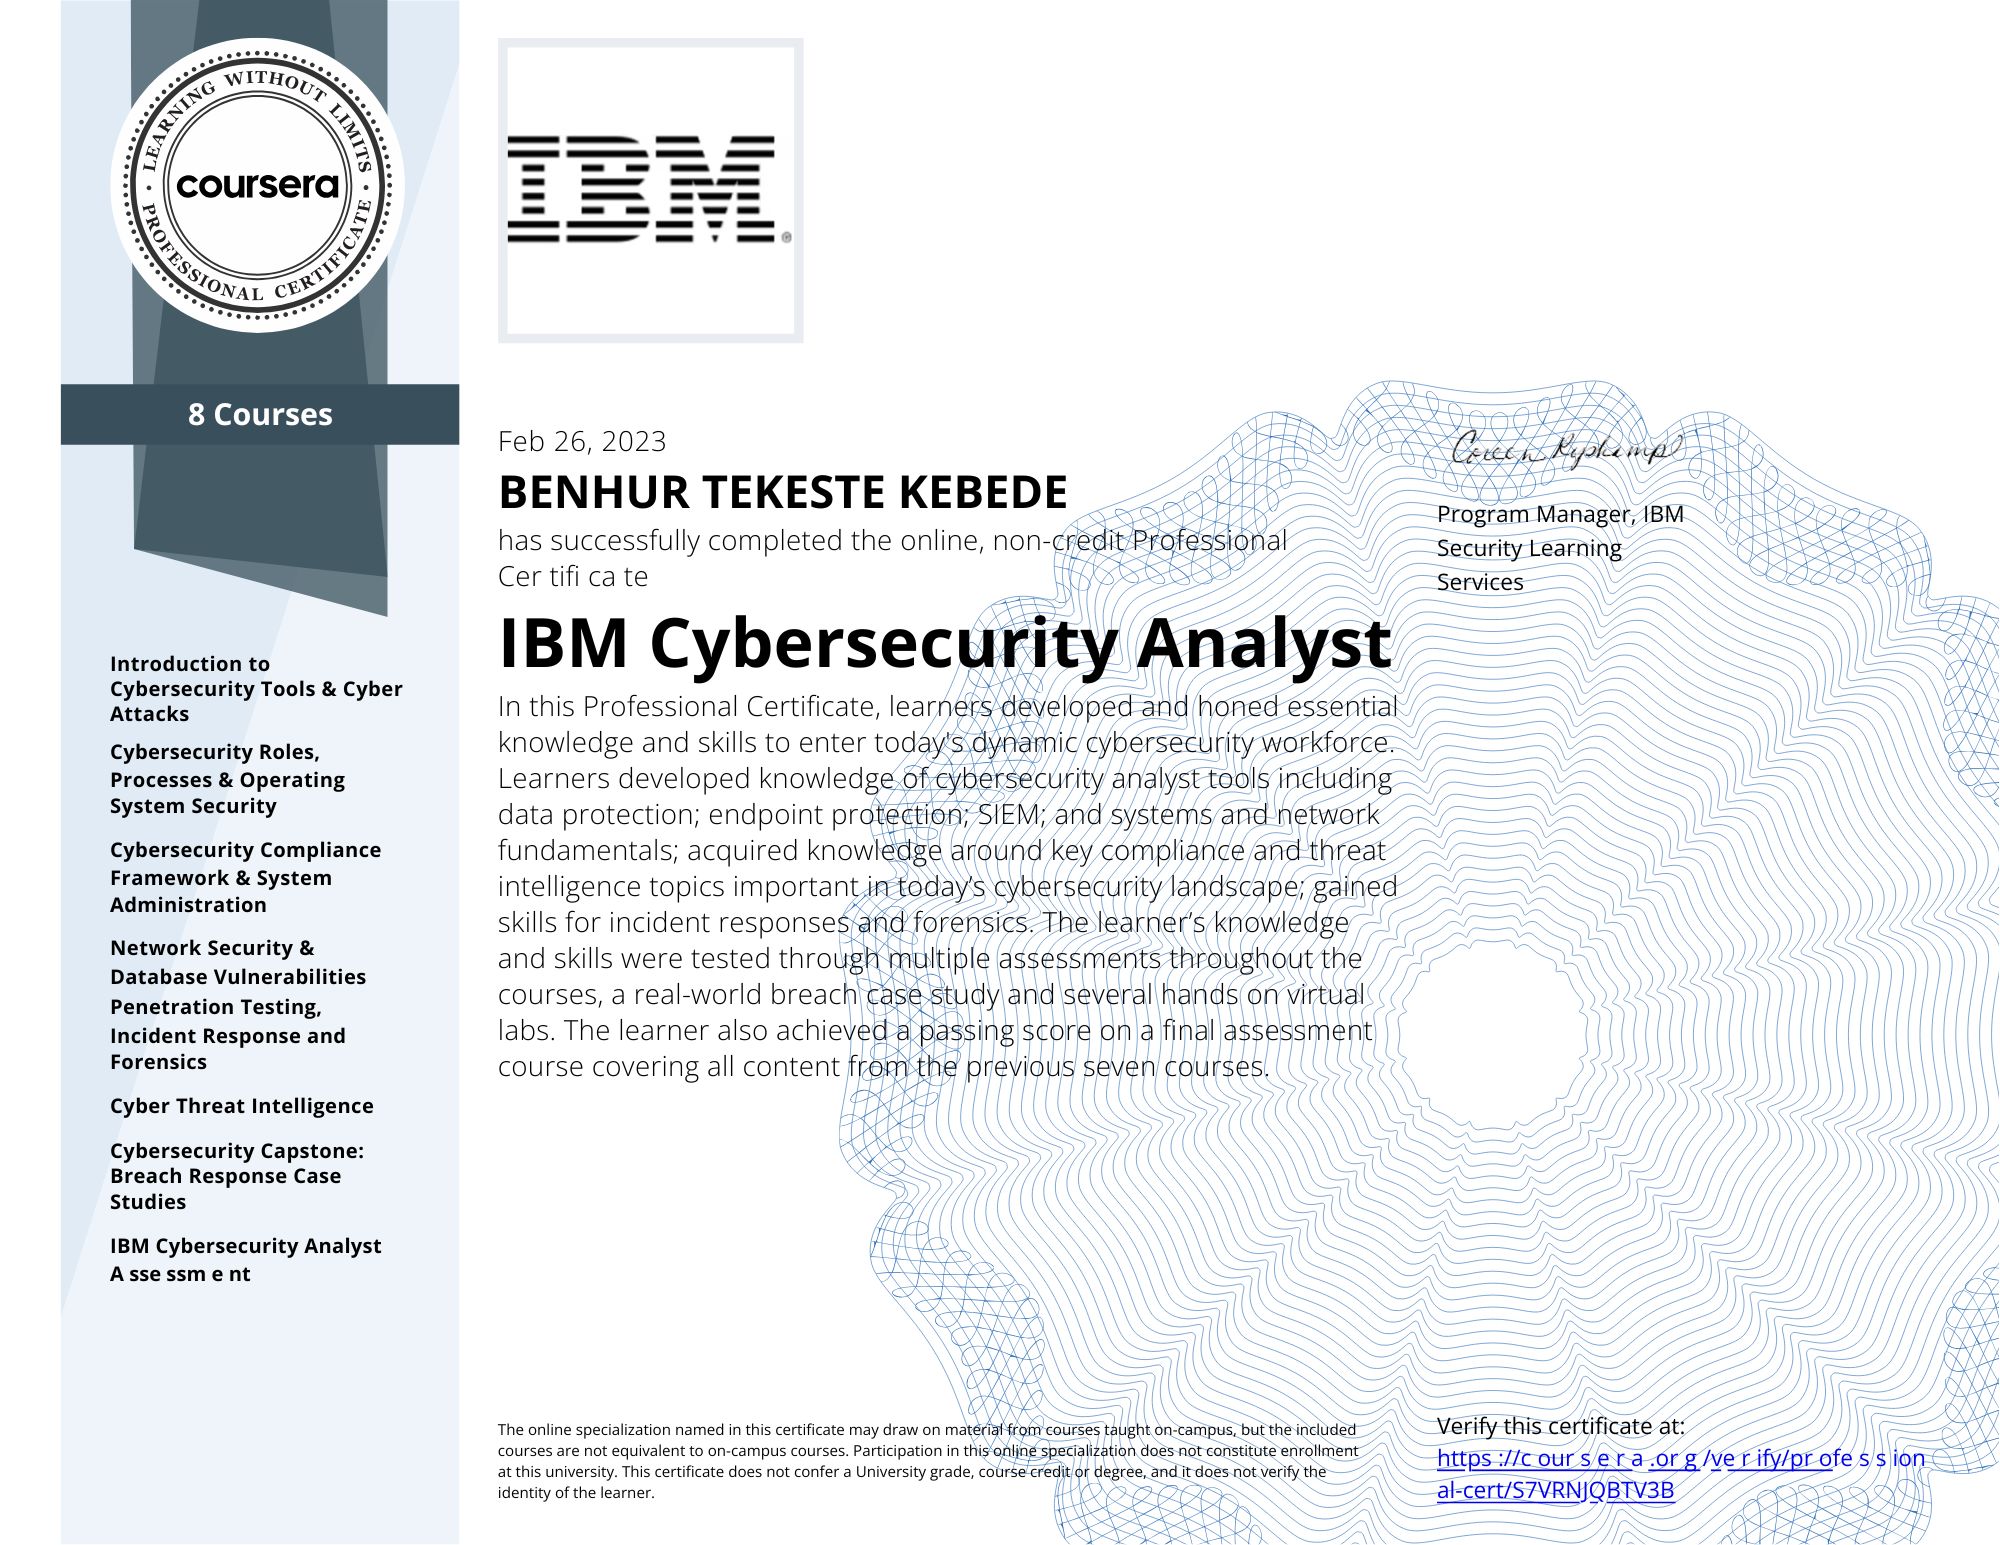 LEARNING WITHOUT LIMITS
coursera
PROFESSIONAL CERTIFICATE
8 Courses
Introduction to
Cybersecurity Tools & Cyber
Attacks
Cybersecurity Roles,
Processes & Operating
System Security
Cybersecurity Compliance
Framework & System
Administration
Network Security &
Database Vulnerabilities
Penetration Testing,
Incident Response and
Forensics
Cyber Threat Intelligence
Cybersecurity Capstone:
Breach Response Case
Studies
IBM Cybersecurity Analyst
A sse ssm e nt
IBM®
Feb 26, 2023
BENHUR TEKESTE KEBEDE
has successfully completed the online, non-credit Professional
Cer tifi ca te
IBM Cybersecurity Analyst
In this Professional Certificate, learners developed and honed essential
knowledge and skills to enter today's dynamic cybersecurity workforce.
Learners developed knowledge of cybersecurity analyst tools including
data protection; endpoint protection; SIEM; and systems and network
fundamentals; acquired knowledge around key compliance and threat
intelligence topics important in today’s cybersecurity landscape; gained
skills for incident responses and forensics. The learner’s knowledge
and skills were tested through multiple assessments throughout the
courses, a real-world breach case study and several hands on virtual
labs. The learner also achieved a passing score on a final assessment
course covering all content from the previous seven courses.
Program Manager, IBM
Security Learning
Services
The online specialization named in this certificate may draw on material from courses taught on-campus, but the included
courses are not equivalent to on-campus courses. Participation in this online specialization does not constitute enrollment
at this university. This certificate does not confer a University grade, course credit or degree, and it does not verify the
identity of the learner.
Verify this certificate at:
https ://c our s e r a .or g /ve r ify/pr ofe s s ion
al-cert/S7VRNJQBTV3B